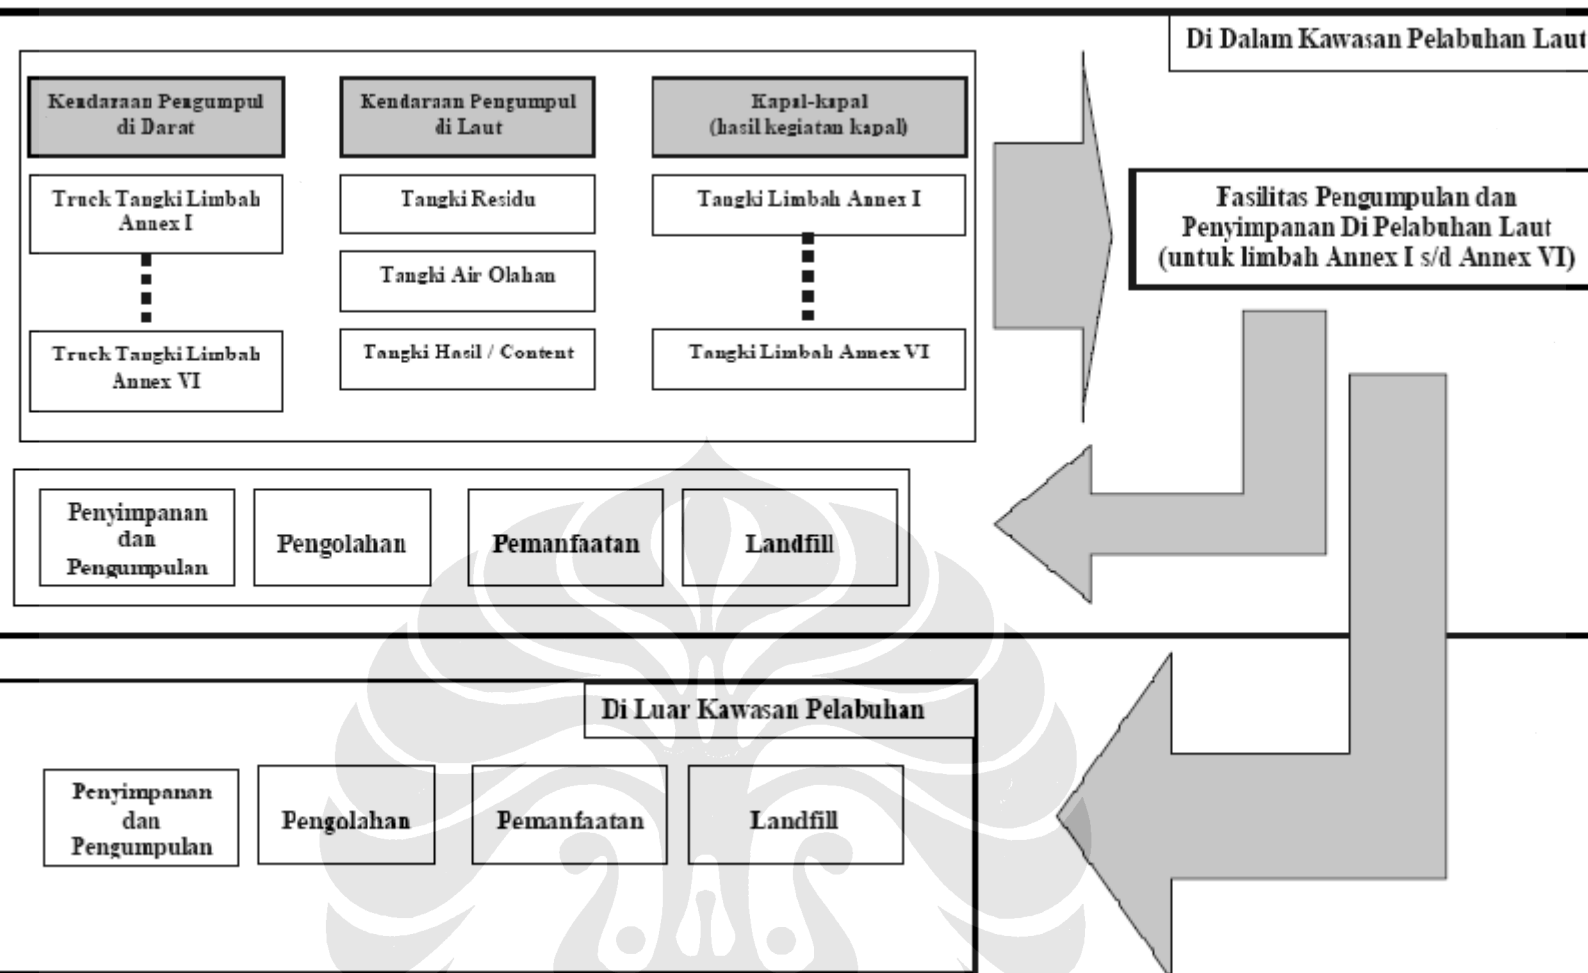 Di Dalam Kawasan Pelabuhan Laut
Kendaraan Pengumpul
di Darat
Kendaraan Pengumpul
di Laut
Kapal-kapal
(hasil kegiatan kapal)
Truck Tangki Limbah
Annex I
Tangki Residu
Tangki Limbah Annex I
Tangki Air Olahan
Truck Tangki Limbah
Annex VI
Tangki Hasil / Content
Tangki Limbah Annex VI
Fasilitas Pengumpulan dan
Penyimpanan Di Pelabuhan Laut
(untuk limbah Annex I s/d Annex VI)
Penyimpanan
dan
Pengumpulan
Pengolahan
Pemanfaatan
Landfill
Di Luar Kawasan Pelabuhan
Penyimpanan
dan
Pengumpulan
Pengolahan
Pemanfaatan
Landfill